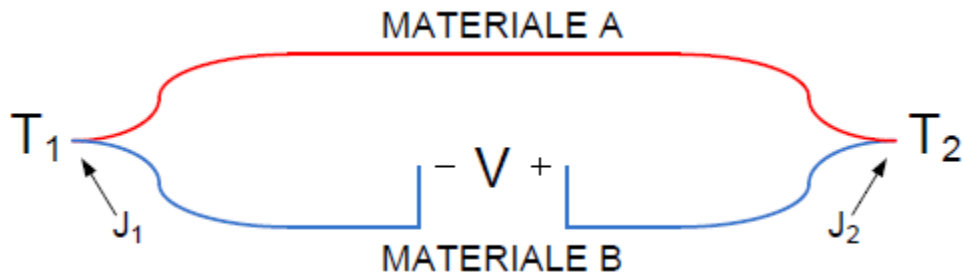 MATERIALE A
T₁
T₂
− V +
J₁
J₂
MATERIALE B